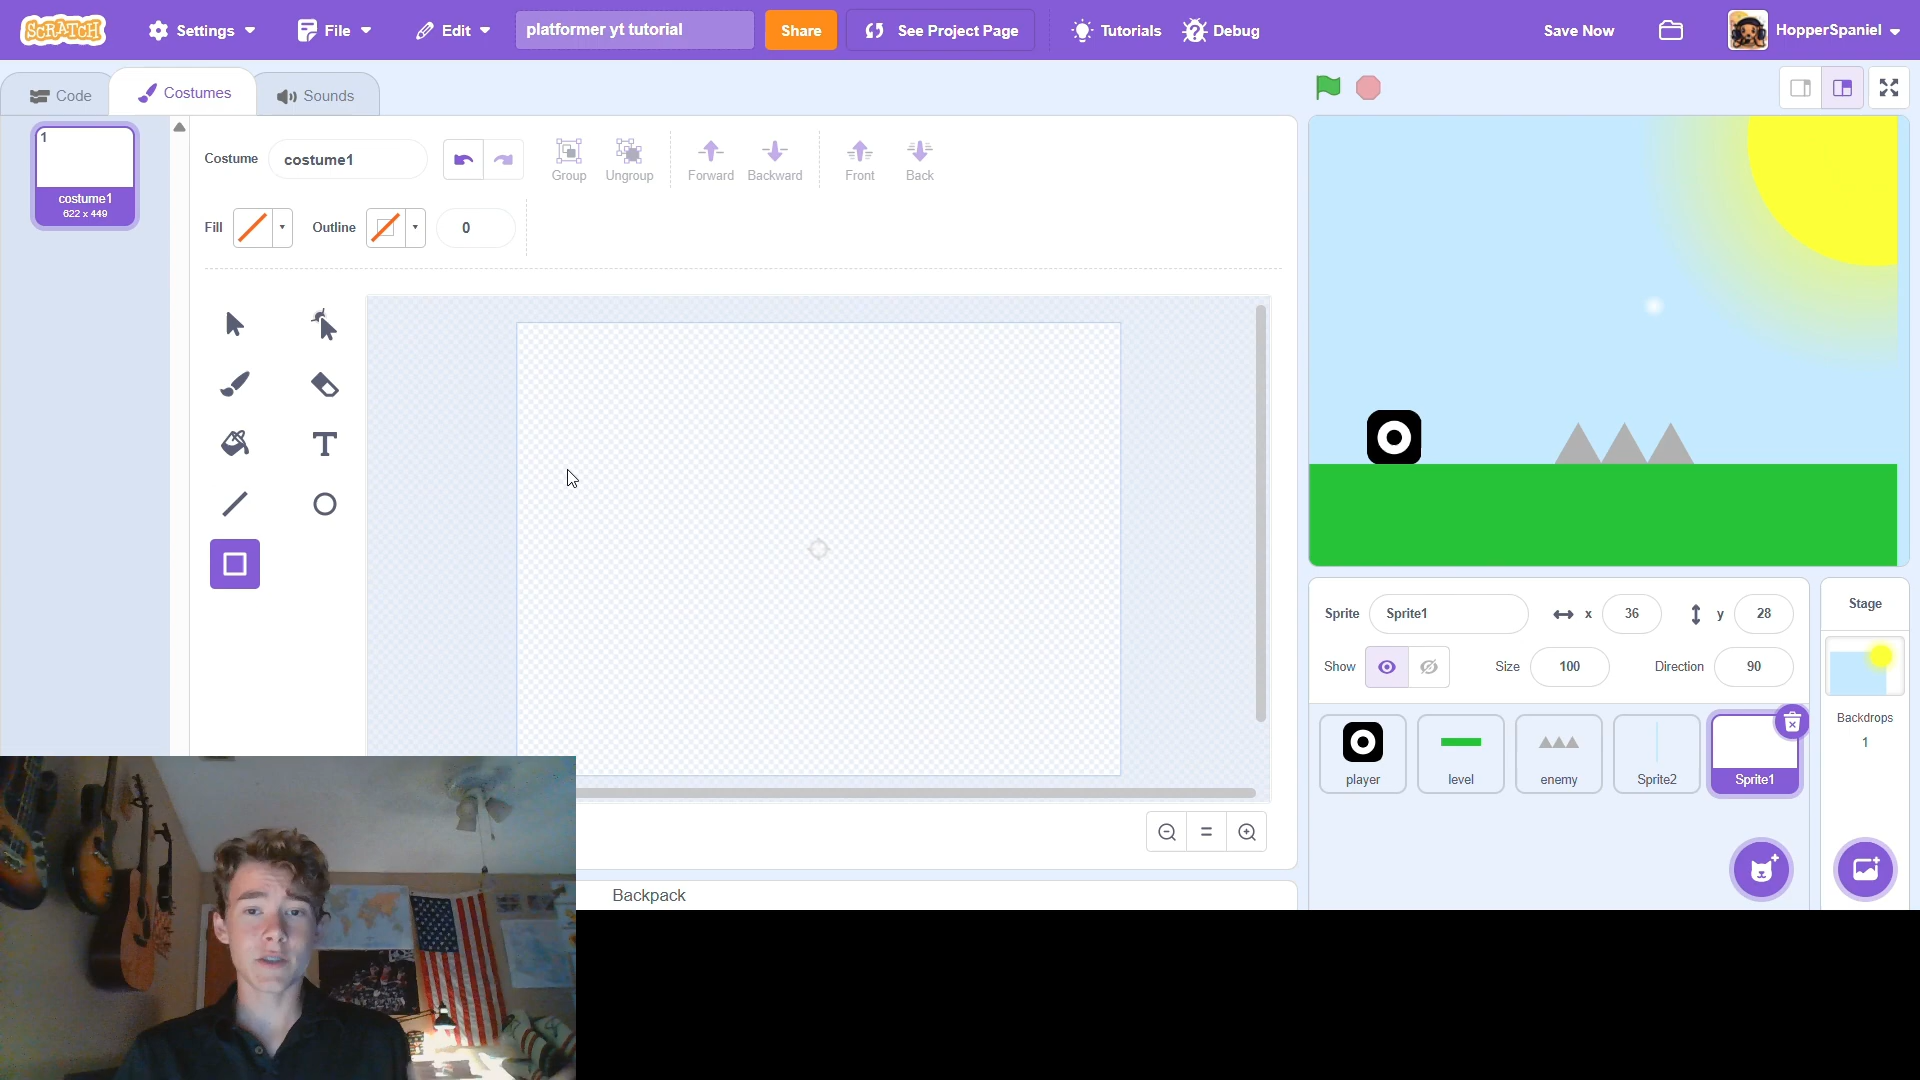 SCRATCH
Settings
File
Edit
platformer yt tutorial
Share
See Project Page
Tutorials
Debug
Save Now
HopperSpaniel
Code
Costumes
Sounds
1
costume1
622 x 449
Costume
costume1
Group
Ungroup
Forward
Backward
Front
Back
Fill
Outline
0
T
Sprite
Sprite1
x
36
y
28
Show
Size
100
Direction
90
Stage
Backdrops
1
player
level
enemy
Sprite2
Sprite1
Backpack